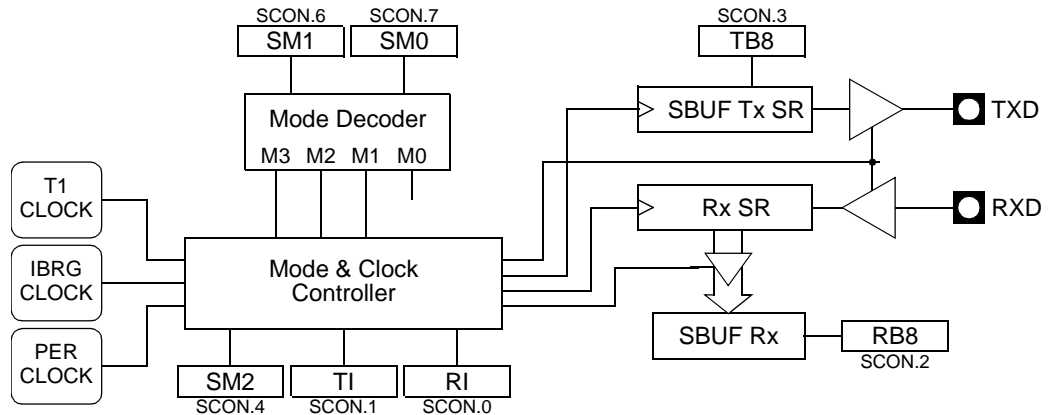 SCON.6
SCON.7
SM1
SM0
SCON.3
TB8
Mode Decoder
M3
M2
M1
M0
SBUF Tx SR
TXD
T1
CLOCK
Rx SR
RXD
IBRG
CLOCK
Mode & Clock
Controller
PER
CLOCK
SBUF Rx
RB8
SCON.2
SM2
TI
RI
SCON.4
SCON.1
SCON.0